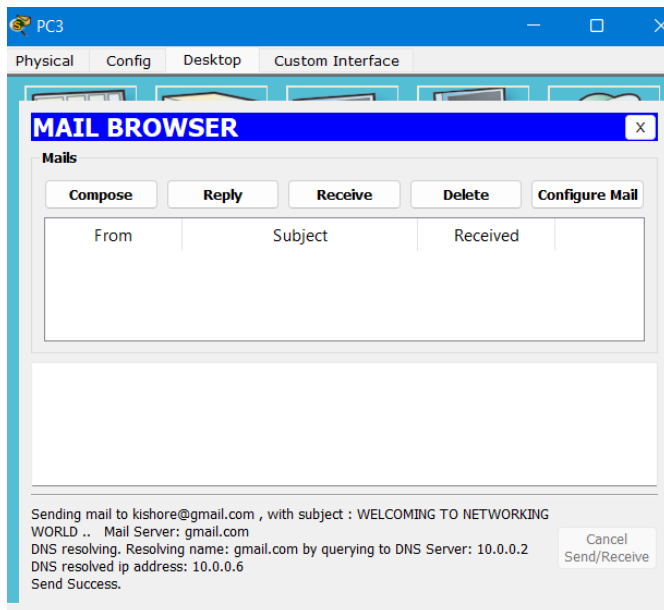 PC3
Physical Config Desktop Custom Interface
MAIL BROWSER X
Mails
Compose Reply Receive Delete Configure Mail
From Subject Received
Sending mail to kishore@gmail.com , with subject : WELCOMING TO NETWORKING
WORLD .. Mail Server: gmail.com
DNS resolving. Resolving name: gmail.com by querying to DNS Server: 10.0.0.2
DNS resolved ip address: 10.0.0.6
Send Success.
Cancel
Send/Receive